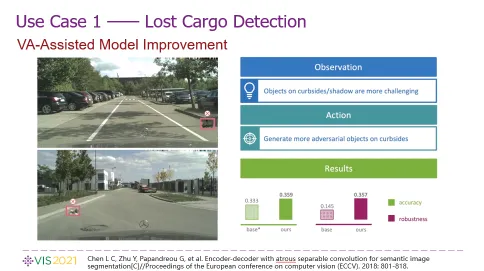 Use Case 1 —— Lost Cargo Detection
VA-Assisted Model Improvement
Observation
Objects on curbsides/shadow are more challenging
Action
Generate more adversarial objects on curbsides
Results
0.333
0.359
0.145
0.357
base*
ours
base
ours
accuracy
robustness
VIS2021
Chen L C, Zhu Y, Papandreou G, et al. Encoder-decoder with atrous separable convolution for semantic image
segmentation[C]//Proceedings of the European conference on computer vision (ECCV). 2018: 801-818.